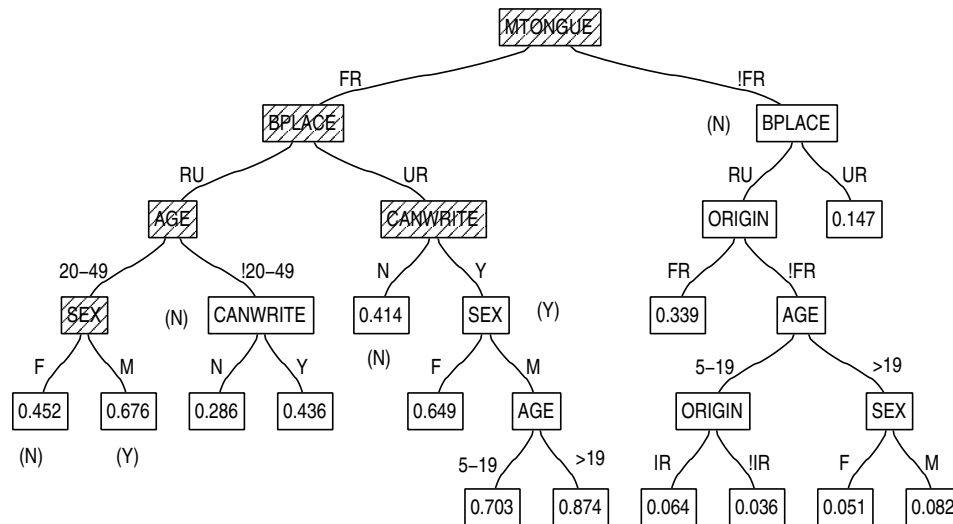 MTONGUE
FR !FR
BPLACE (N) BPLACE
RU UR RU UR
AGE CANWRITE ORIGIN 0.147
20–49 !20–49 N Y FR !FR
SEX (N) CANWRITE 0.414 SEX (Y) 0.339 AGE
(N)
F M N Y F M 5–19 >19
0.452 0.676 0.286 0.436 0.649 AGE ORIGIN SEX
(N) (Y)
5–19 >19 IR !IR F M
0.703 0.874 0.064 0.036 0.051 0.082